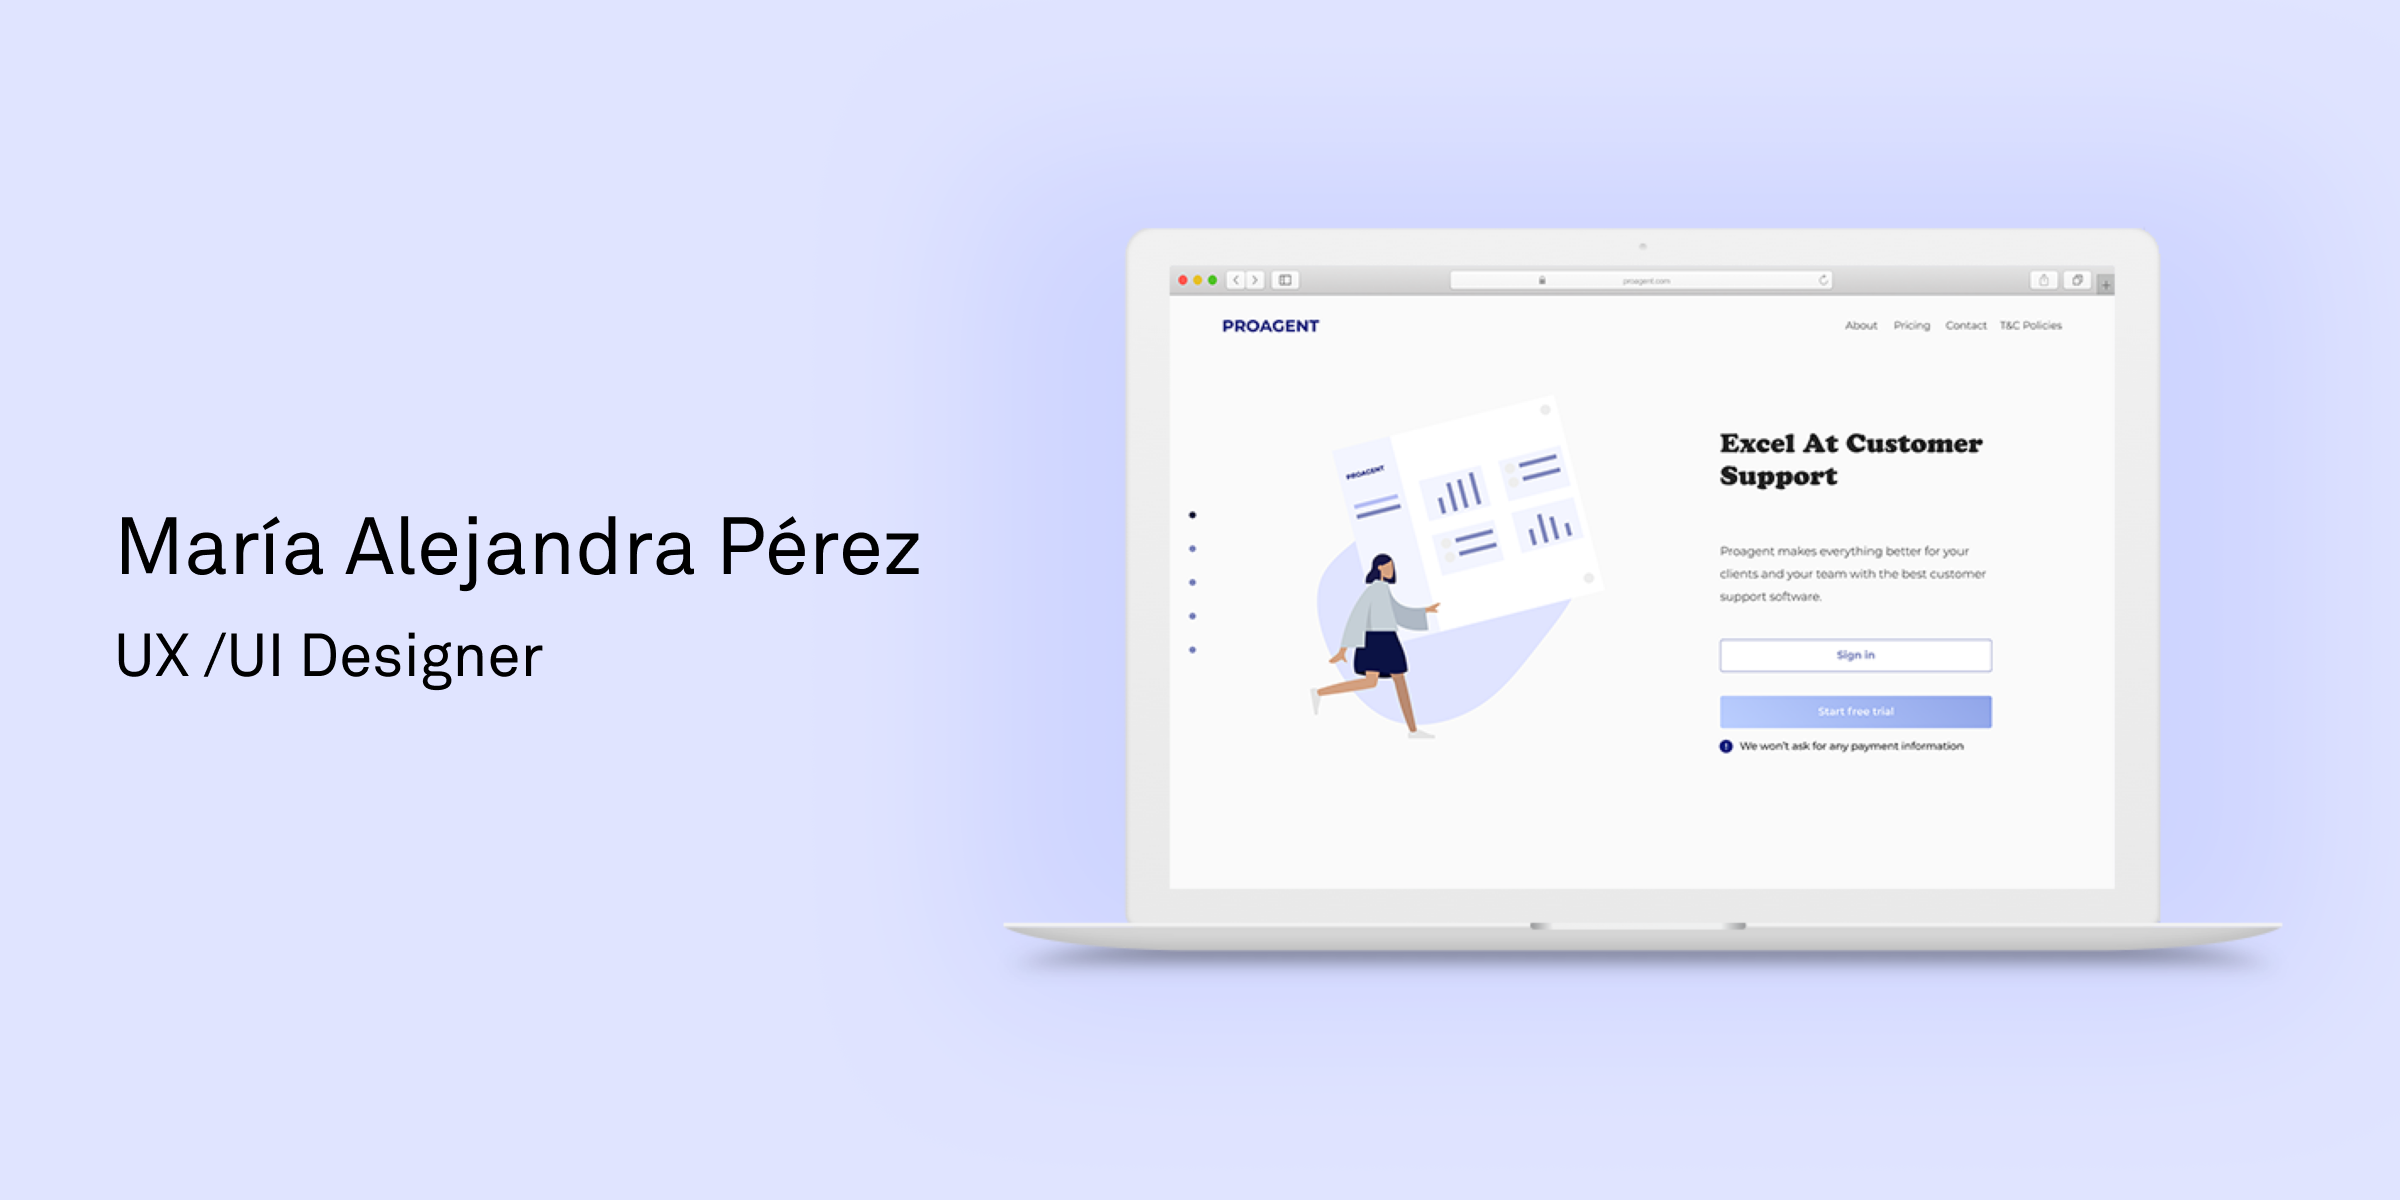 María Alejandra Pérez
UX /UI Designer
proagent.com
PROAGENT
About Pricing Contact T&C Policies
PROAGENT
Excel At Customer
Support
Proagent makes everything better for your
clients and your team with the best customer
support software.
Sign in
Start free trial
We won't ask for any payment information